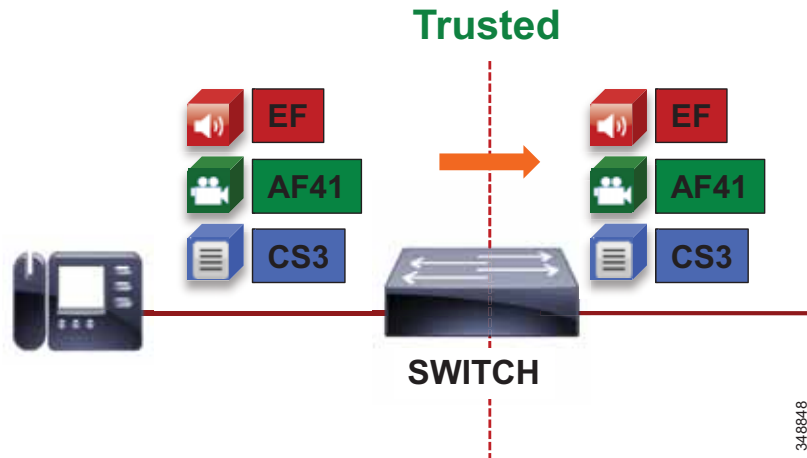 Trusted
EF
AF41
CS3
EF
AF41
CS3
SWITCH
348848